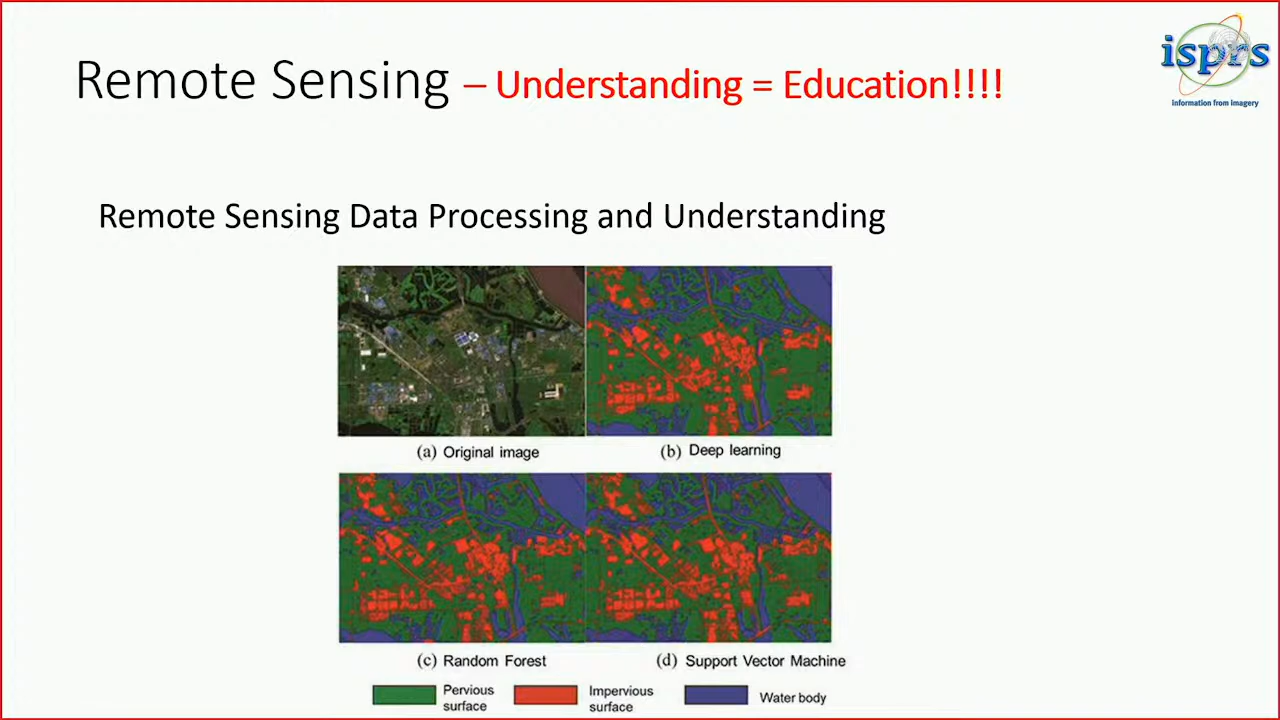 Remote Sensing – Understanding = Education!!!!
isprs
information from imagery
Remote Sensing Data Processing and Understanding
(a) Original image
(b) Deep learning
(c) Random Forest
(d) Support Vector Machine
Pervious
surface
Impervious
surface
Water body